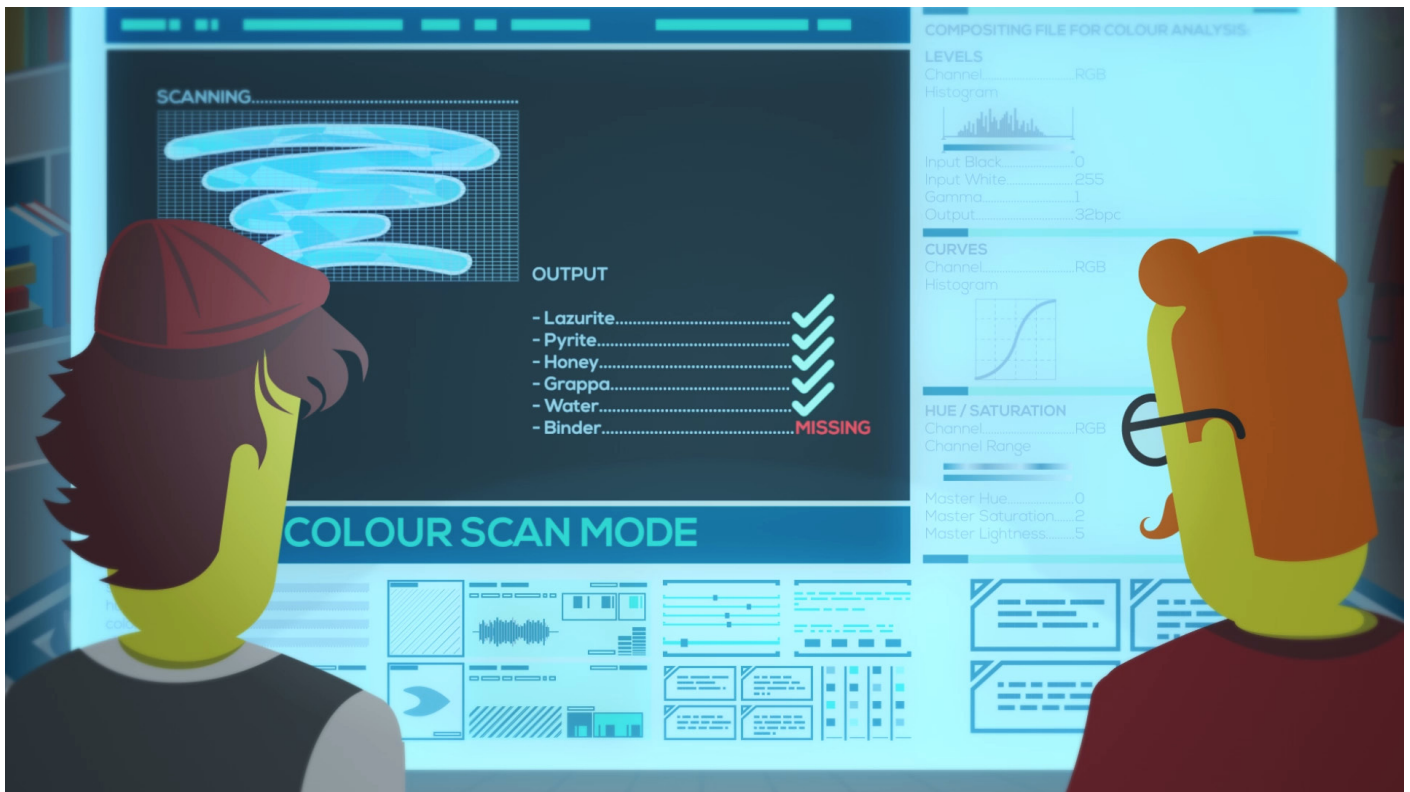 SCANNING
OUTPUT
- Lazurite
- Pyrite
- Honey
- Grappa
- Water
- Binder MISSING
COLOUR SCAN MODE
COMPOSITING FILE FOR COLOUR ANALYSIS:
LEVELS
Channel RGB
Histogram
Input Black 0
Input White 255
Gamma 1
Output 32bpc
CURVES
Channel RGB
Histogram
HUE / SATURATION
Channel RGB
Channel Range
Master Hue 0
Master Saturation 2
Master Lightness 5